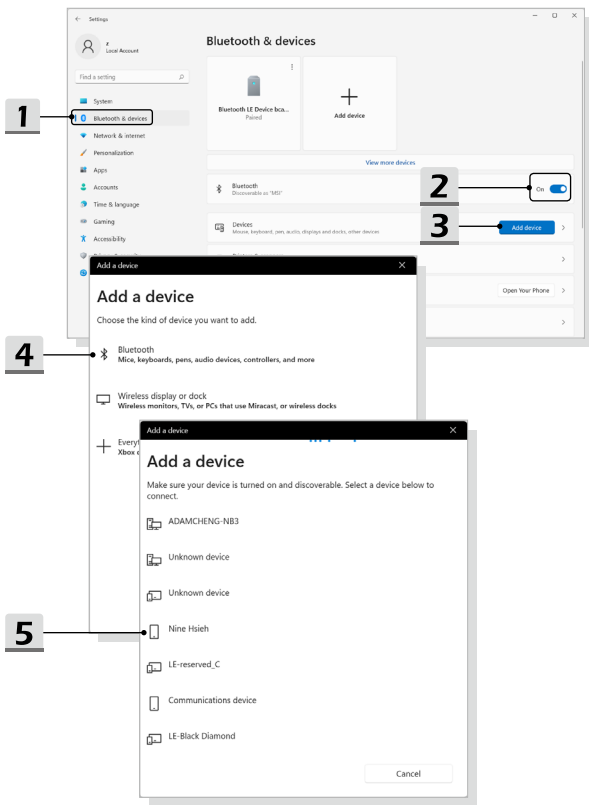 Settings
z
Local Account
Find a setting
System
Bluetooth & devices
Network & internet
Personalization
Apps
Accounts
Time & language
Gaming
Accessibility
Bluetooth & devices
Bluetooth LE Device bca...
Paired
Add device
View more devices
Bluetooth
Discoverable as "MEI"
On
Devices
Mouse, keyboard, pen, audio, displays and docks, other devices
Add device
Open Your Phone
1
2
3
Add a device
Add a device
Choose the kind of device you want to add.
4
Bluetooth
Mice, keyboards, pens, audio devices, controllers, and more
Wireless display or dock
Wireless monitors, TVs, or PCs that use Miracast, or wireless docks
Everyt
Xbox c
Add a device
Add a device
Make sure your device is turned on and discoverable. Select a device below to
connect.
ADAMCHENG-NB3
Unknown device
Unknown device
5
Nine Hsieh
LE-reserved_C
Communications device
LE-Black Diamond
Cancel